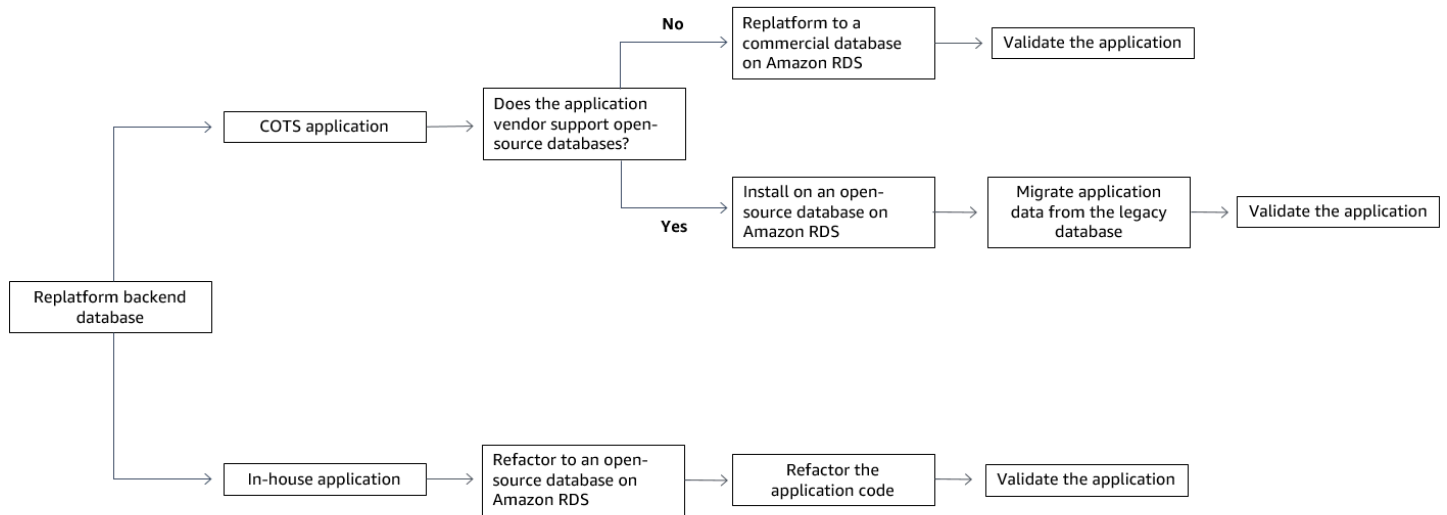 No
Replatform to a
commercial database
on Amazon RDS
Validate the application
COTS application
Does the application
vendor support open-
source databases?
Yes
Install on an open-
source database on
Amazon RDS
Migrate application
data from the legacy
database
Validate the application
Replatform backend
database
In-house application
Refactor to an open-
source database on
Amazon RDS
Refactor the
application code
Validate the application